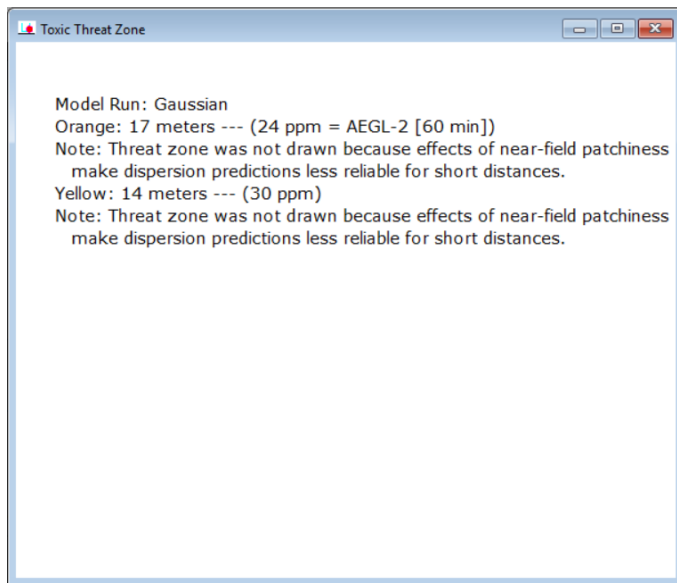 Toxic Threat Zone
Model Run: Gaussian
Orange: 17 meters --- (24 ppm = AEGL-2 [60 min])
Note: Threat zone was not drawn because effects of near-field patchiness
make dispersion predictions less reliable for short distances.
Yellow: 14 meters --- (30 ppm)
Note: Threat zone was not drawn because effects of near-field patchiness
make dispersion predictions less reliable for short distances.